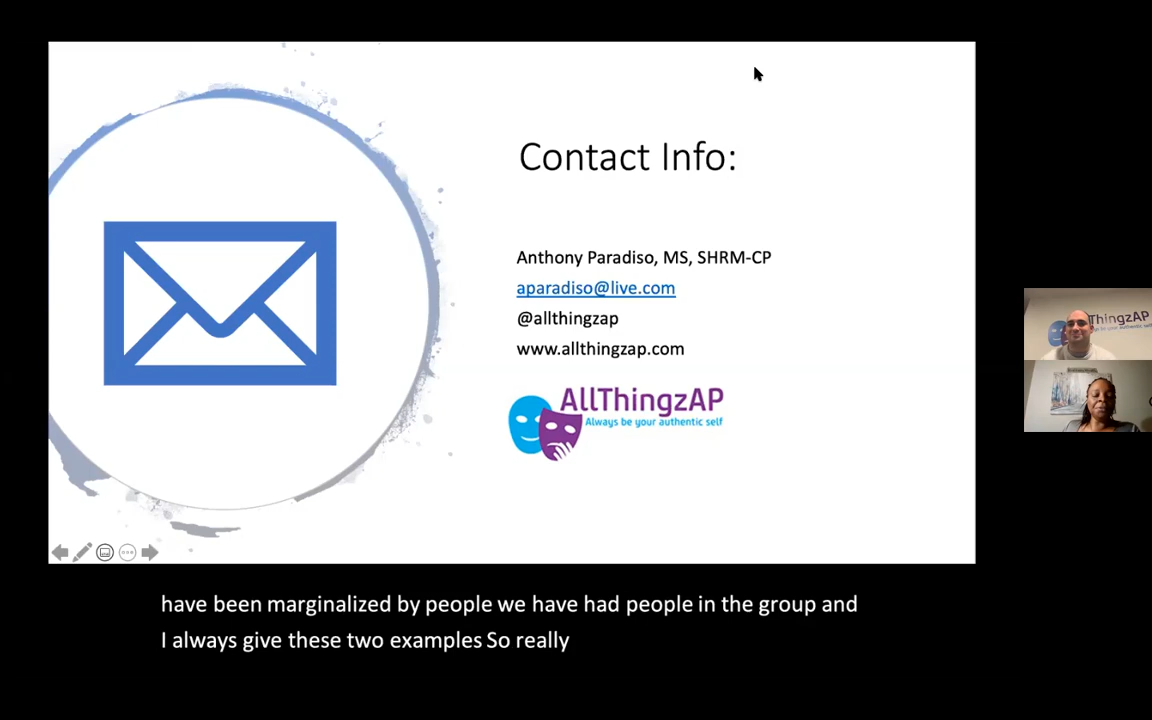 Contact Info:
Anthony Paradiso, MS, SHRM-CP
aparadiso@live.com
@allthingzap
www.allthingzap.com
AllThingzAP
Always be your authentic self
ThingzAP
have been marginalized by people we have had people in the group and
I always give these two examples So really